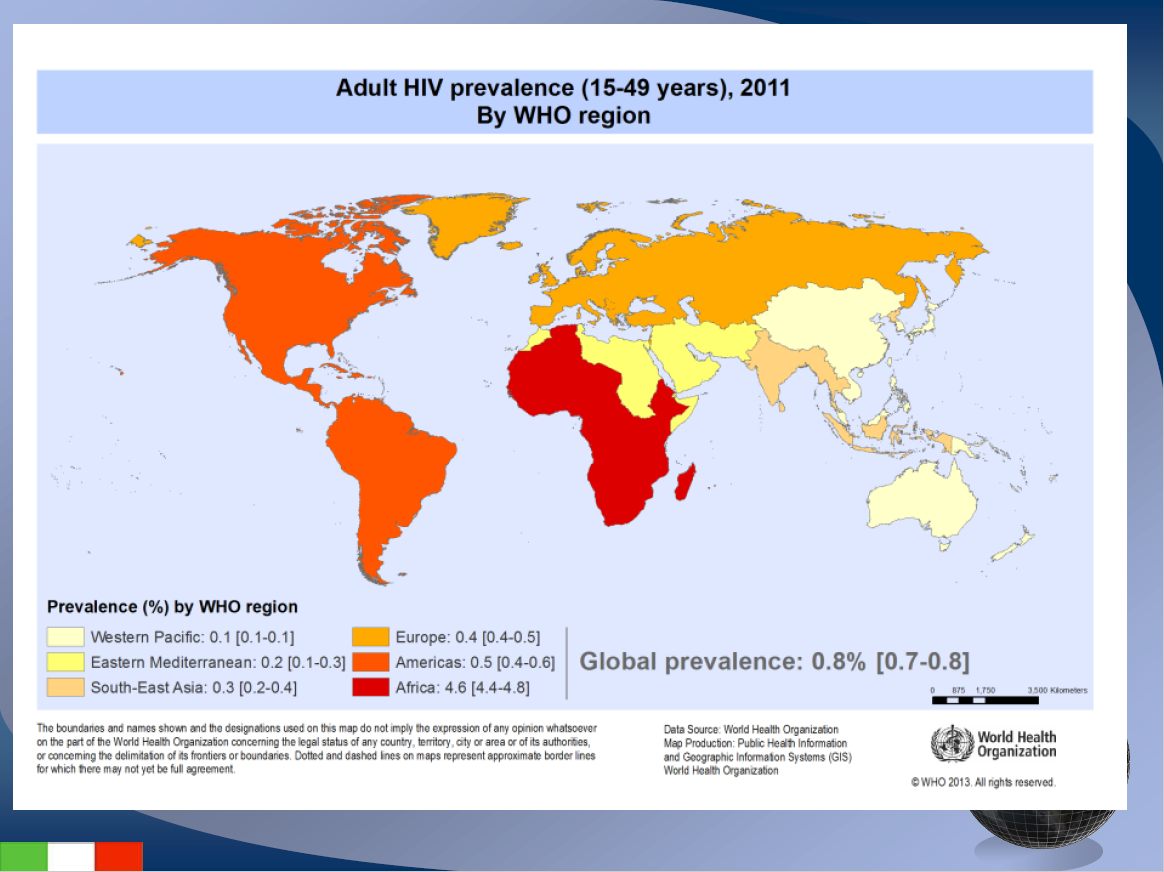 Adult HIV prevalence (15-49 years), 2011
By WHO region
Prevalence (%) by WHO region
Western Pacific: 0.1 [0.1-0.1]
Eastern Mediterranean: 0.2 [0.1-0.3]
South-East Asia: 0.3 [0.2-0.4]
Europe: 0.4 [0.4-0.5]
Americas: 0.5 [0.4-0.6]
Africa: 4.6 [4.4-4.8]
Global prevalence: 0.8% [0.7-0.8]
0 875 1,750 3,500 Kilometers
The boundaries and names shown and the designations used on this map do not imply the expression of any opinion whatsoever
on the part of the World Health Organization concerning the legal status of any country, territory, city or area or of its authorities,
or concerning the delimitation of its frontiers or boundaries. Dotted and dashed lines on maps represent approximate border lines
for which there may not yet be full agreement.
Data Source: World Health Organization
Map Production: Public Health Information
and Geographic Information Systems (GIS)
World Health Organization
World Health
Organization
© WHO 2013. All rights reserved.